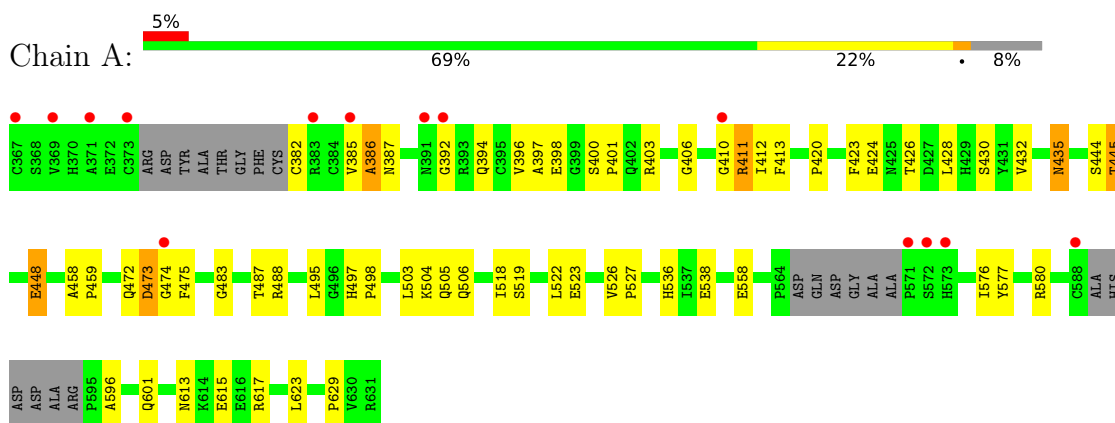 5%
Chain A:
69% 22% • 8%
C367 S368 V369 H370 A371 E372 C373 ARG ASP TYR ALA THR GLY PHE CYS C382 R383 C384 V385 A386 N387 N391 G392 R393 Q394 C395 V396 A397 E398 G399 S400 P401 Q402 R403 G406 G410 R411 I412 F413 P420 F423 E424 N425 T426 D427 L428 H429 S430 Y431 V432 N435 S444 T445
E448 A458 P459 Q472 D473 G474 F475 G483 T487 R488 L495 G496 H497 P498 L503 K504 Q505 Q506 I518 S519 L522 E523 V526 P527 H536 I537 E538 E558 P564 ASP GLN ASP GLY ALA ALA P571 S572 H573 I576 Y577 R580 C588 ALA HIS
ASP ASP ALA ARG P595 A596 Q601 N613 K614 E615 E616 R617 L623 P629 V630 R631